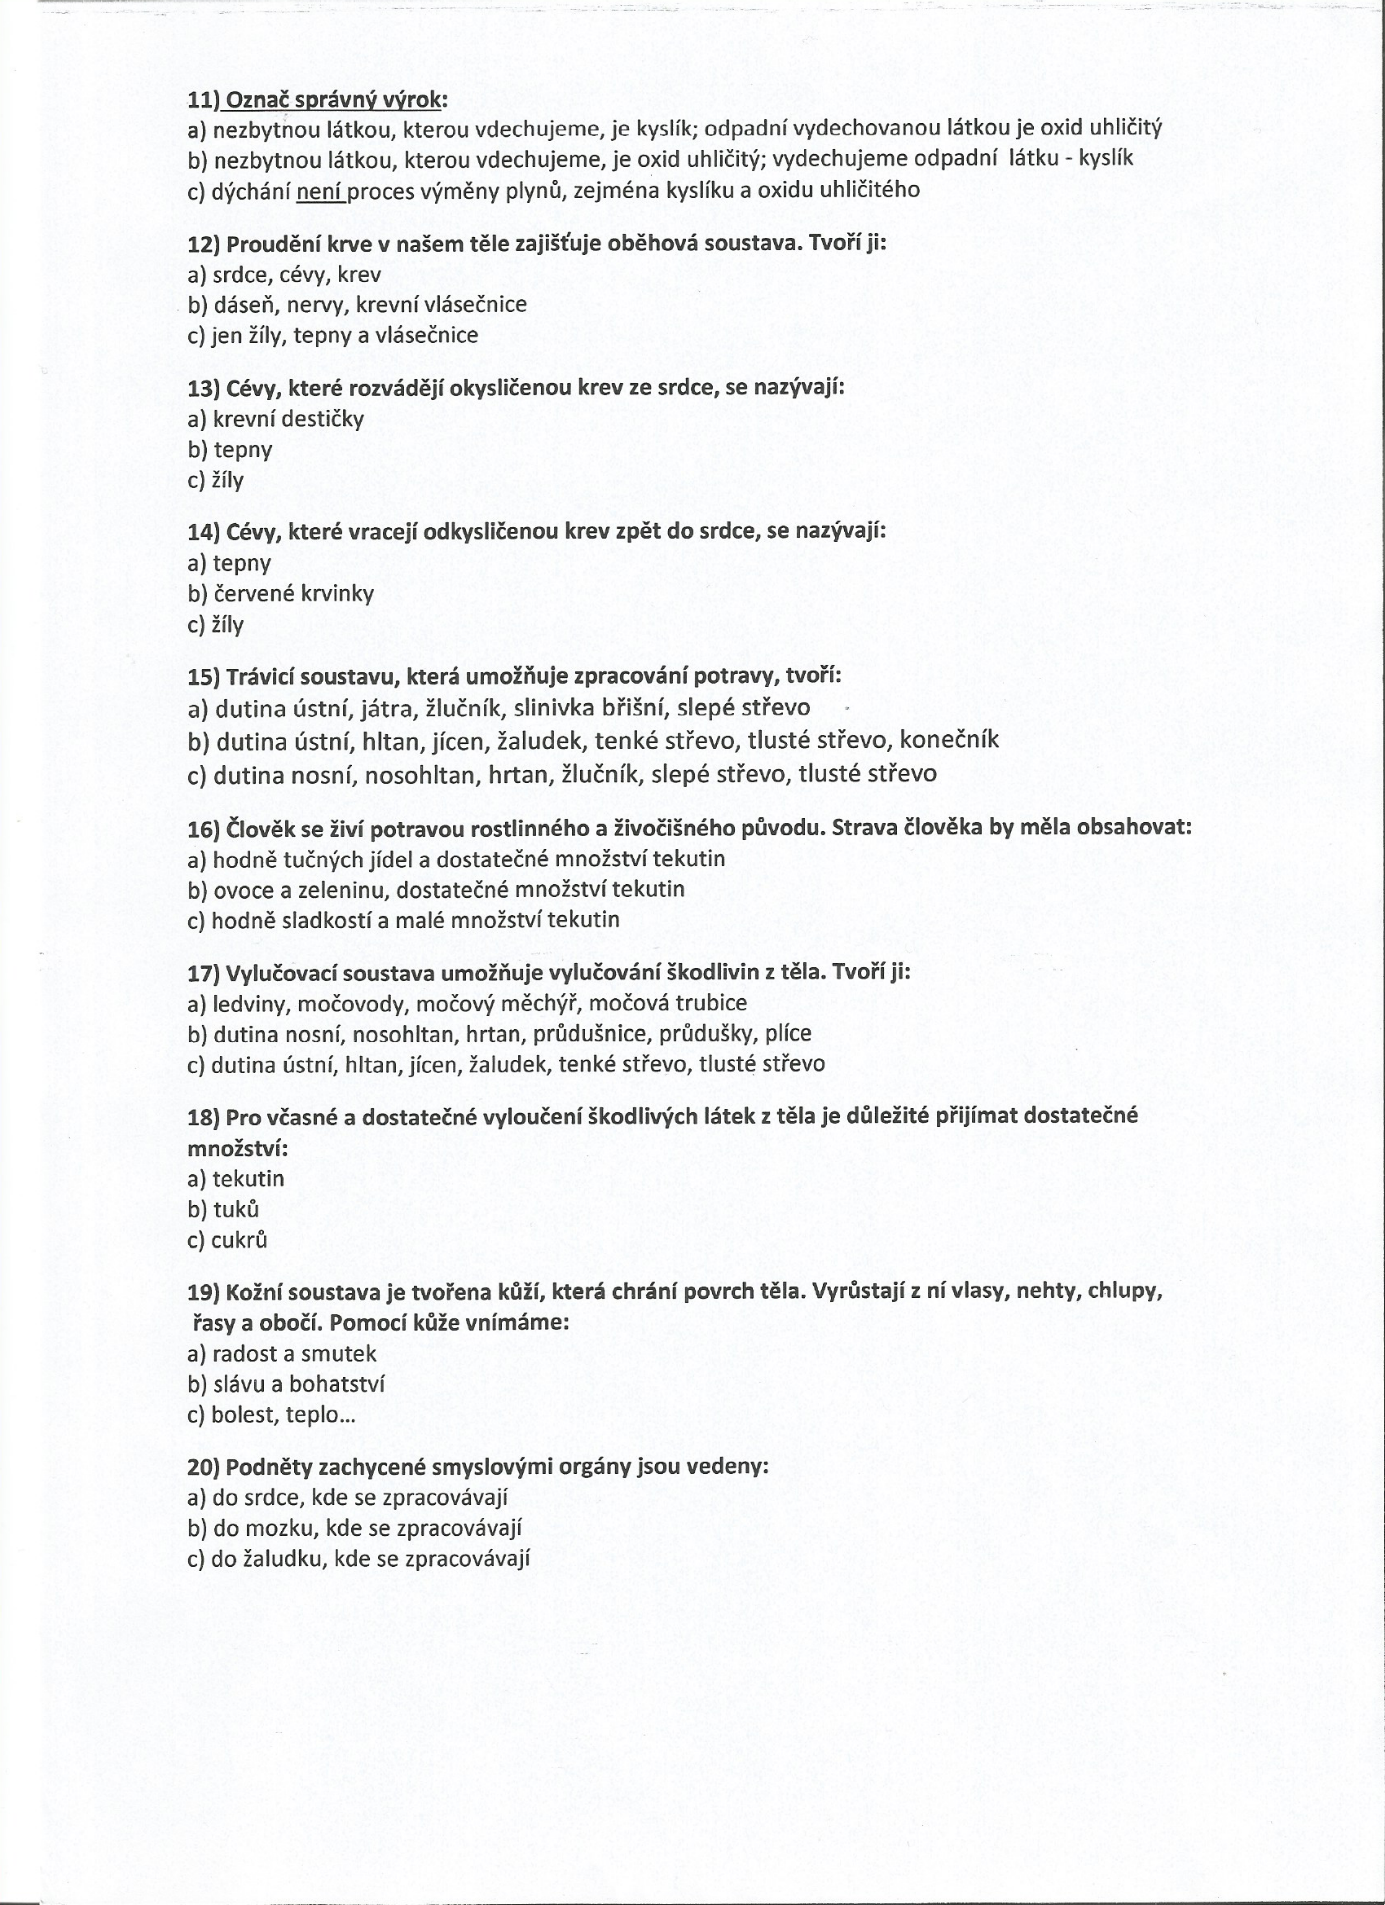 11) Označ správný výrok:
a) nezbytnou látkou, kterou vdechujeme, je kyslík; odpadní vydechovanou látkou je oxid uhličitý
b) nezbytnou látkou, kterou vdechujeme, je oxid uhličitý; vydechujeme odpadní látku - kyslík
c) dýchání není proces výměny plynů, zejména kyslíku a oxidu uhličitého
12) Proudění krve v našem těle zajišťuje oběhová soustava. Tvoří ji:
a) srdce, cévy, krev
b) dáseň, nervy, krevní vlásečnice
c) jen žíly, tepny a vlásečnice
13) Cévy, které rozvádějí okysličenou krev ze srdce, se nazývají:
a) krevní destičky
b) tepny
c) žíly
14) Cévy, které vracejí odkysličenou krev zpět do srdce, se nazývají:
a) tepny
b) červené krvinky
c) žíly
15) Trávicí soustavu, která umožňuje zpracování potravy, tvoří:
a) dutina ústní, játra, žlučník, slinivka břišní, slepé střevo
b) dutina ústní, hltan, jícen, žaludek, tenké střevo, tlusté střevo, konečník
c) dutina nosní, nosohltan, hrtan, žlučník, slepé střevo, tlusté střevo
16) Člověk se živí potravou rostlinného a živočišného původu. Strava člověka by měla obsahovat:
a) hodně tučných jídel a dostatečné množství tekutin
b) ovoce a zeleninu, dostatečné množství tekutin
c) hodně sladkostí a malé množství tekutin
17) Vylučovací soustava umožňuje vylučování škodlivin z těla. Tvoří ji:
a) ledviny, močovody, močový měchýř, močová trubice
b) dutina nosní, nosohltan, hrtan, průdušnice, průdušky, plíce
c) dutina ústní, hltan, jícen, žaludek, tenké střevo, tlusté střevo
18) Pro včasné a dostatečné vyloučení škodlivých látek z těla je důležité přijímat dostatečné
množství:
a) tekutin
b) tuků
c) cukrů
19) Kožní soustava je tvořena kůží, která chrání povrch těla. Vyrůstají z ní vlasy, nehty, chlupy,
řasy a obočí. Pomocí kůže vnímáme:
a) radost a smutek
b) slávu a bohatství
c) bolest, teplo...
20) Podněty zachycené smyslovými orgány jsou vedeny:
a) do srdce, kde se zpracovávají
b) do mozku, kde se zpracovávají
c) do žaludku, kde se zpracovávají